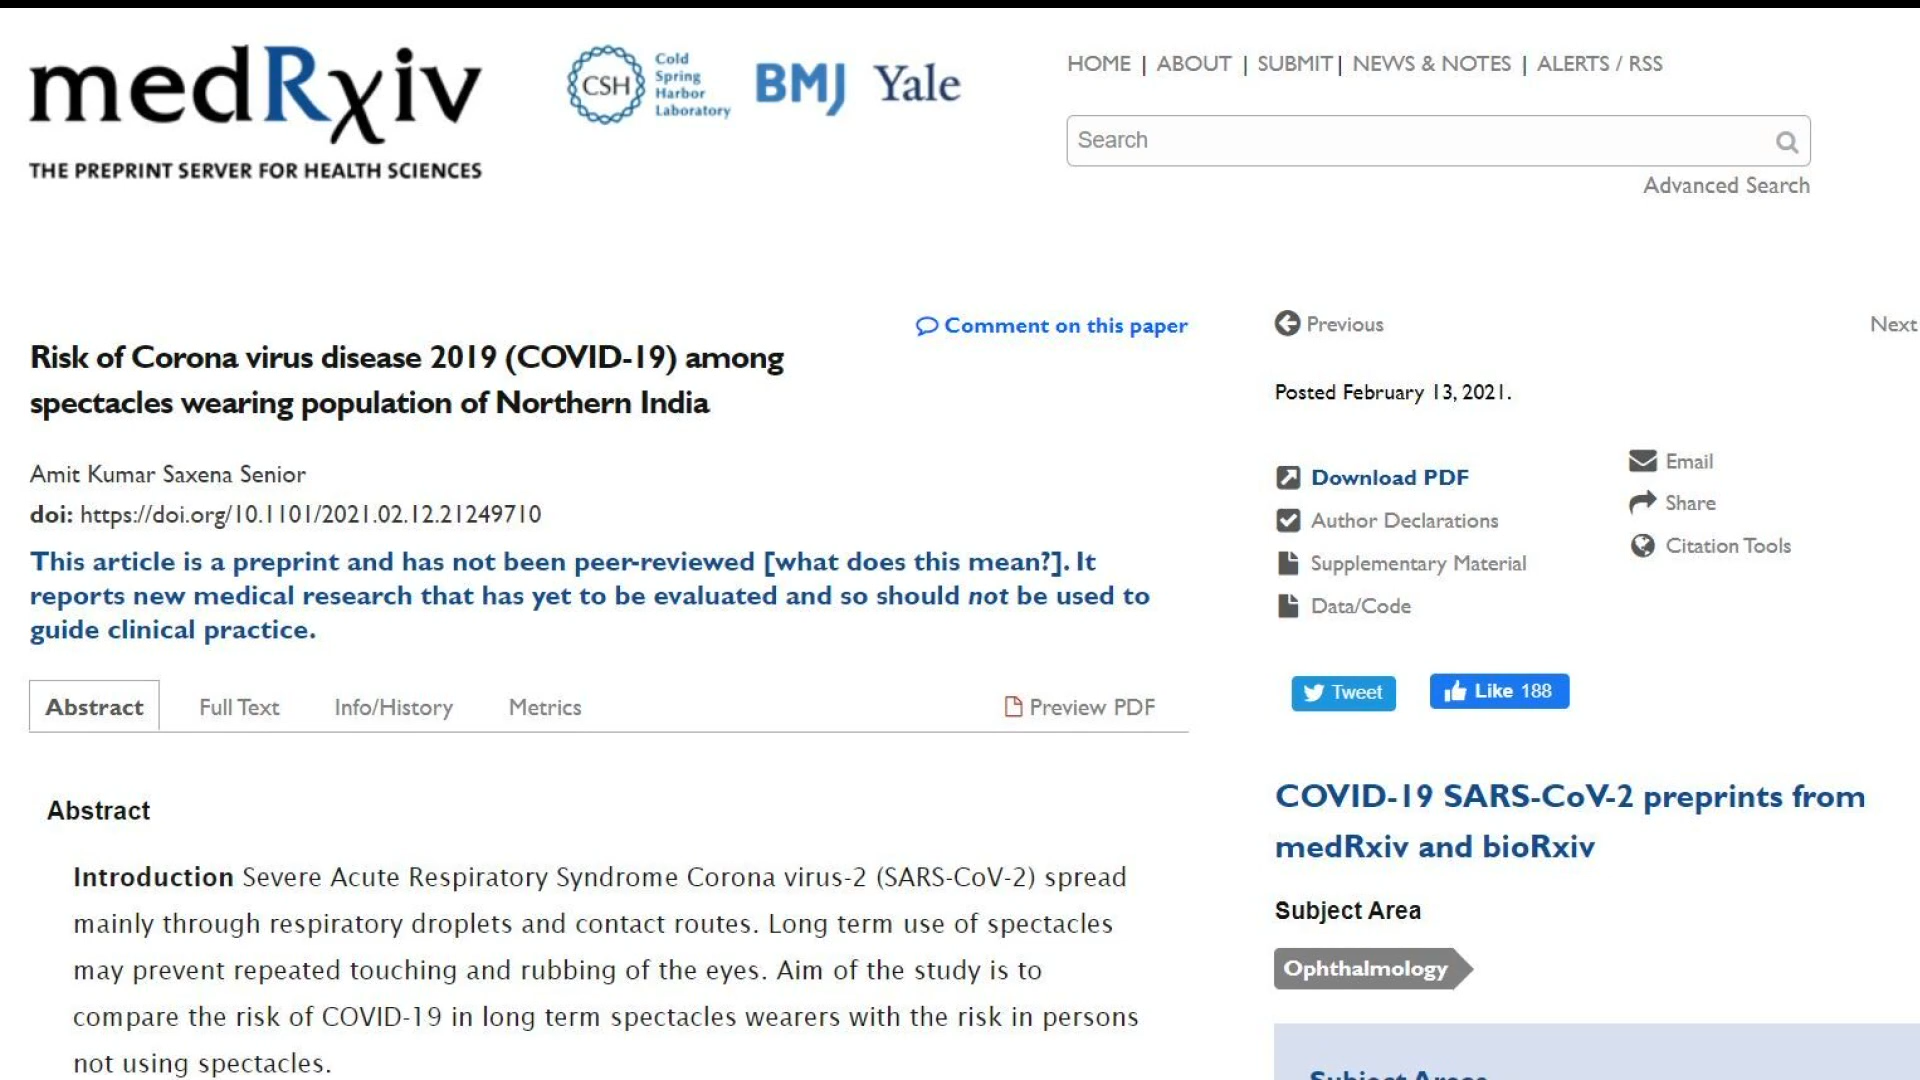 medRxiv
THE PREPRINT SERVER FOR HEALTH SCIENCES
CSH
Cold
Spring
Harbor
Laboratory
BMJ Yale
HOME | ABOUT | SUBMIT | NEWS & NOTES | ALERTS / RSS
Search
Advanced Search
Comment on this paper
Risk of Corona virus disease 2019 (COVID-19) among
spectacles wearing population of Northern India
Amit Kumar Saxena Senior
doi: https://doi.org/10.1101/2021.02.12.21249710
This article is a preprint and has not been peer-reviewed [what does this mean?]. It
reports new medical research that has yet to be evaluated and so should not be used to
guide clinical practice.
Abstract Full Text Info/History Metrics Preview PDF
Abstract
Introduction Severe Acute Respiratory Syndrome Corona virus-2 (SARS-CoV-2) spread
mainly through respiratory droplets and contact routes. Long term use of spectacles
may prevent repeated touching and rubbing of the eyes. Aim of the study is to
compare the risk of COVID-19 in long term spectacles wearers with the risk in persons
not using spectacles.
Previous Next
Posted February 13, 2021.
Download PDF
Author Declarations
Supplementary Material
Data/Code
Email
Share
Citation Tools
Tweet
Like 188
COVID-19 SARS-CoV-2 preprints from
medRxiv and bioRxiv
Subject Area
Ophthalmology
Subject Areas